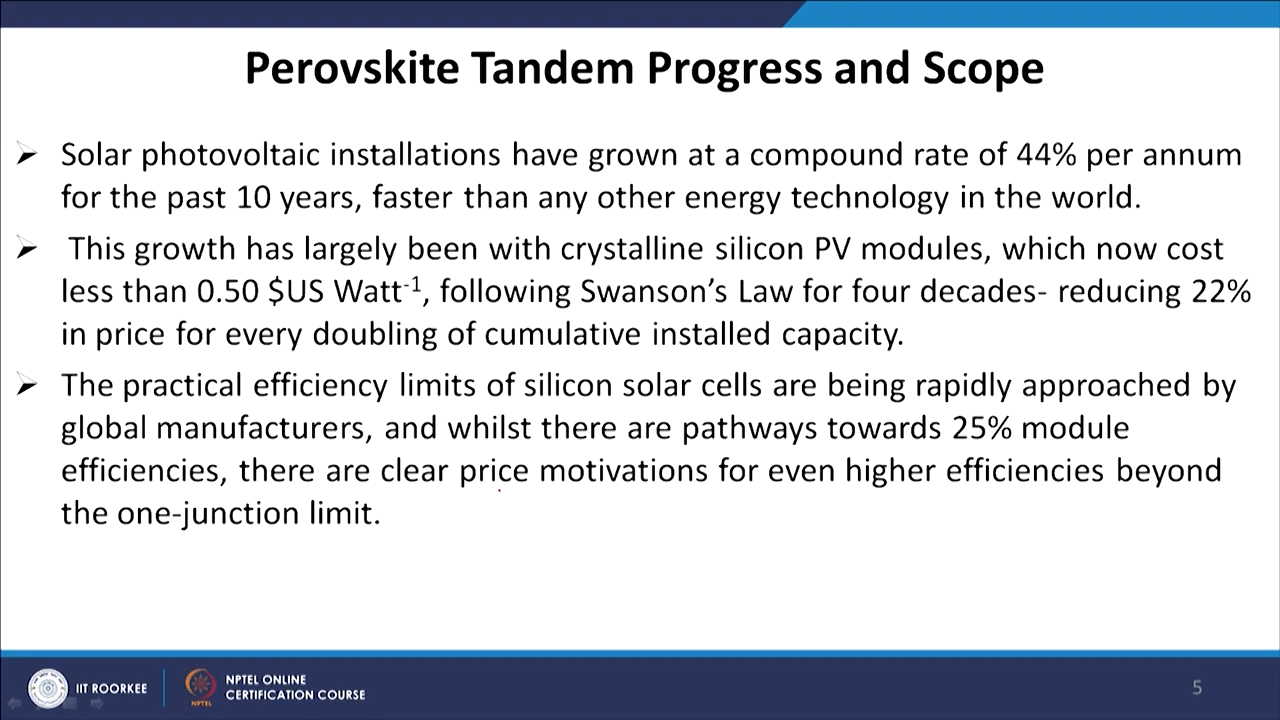 Perovskite Tandem Progress and Scope
➢ Solar photovoltaic installations have grown at a compound rate of 44% per annum
for the past 10 years, faster than any other energy technology in the world.
➢ This growth has largely been with crystalline silicon PV modules, which now cost
less than 0.50 $US Watt⁻¹, following Swanson’s Law for four decades- reducing 22%
in price for every doubling of cumulative installed capacity.
➢ The practical efficiency limits of silicon solar cells are being rapidly approached by
global manufacturers, and whilst there are pathways towards 25% module
efficiencies, there are clear price motivations for even higher efficiencies beyond
the one-junction limit.
IIT ROORKEE
NPTEL
NPTEL ONLINE
CERTIFICATION COURSE
5